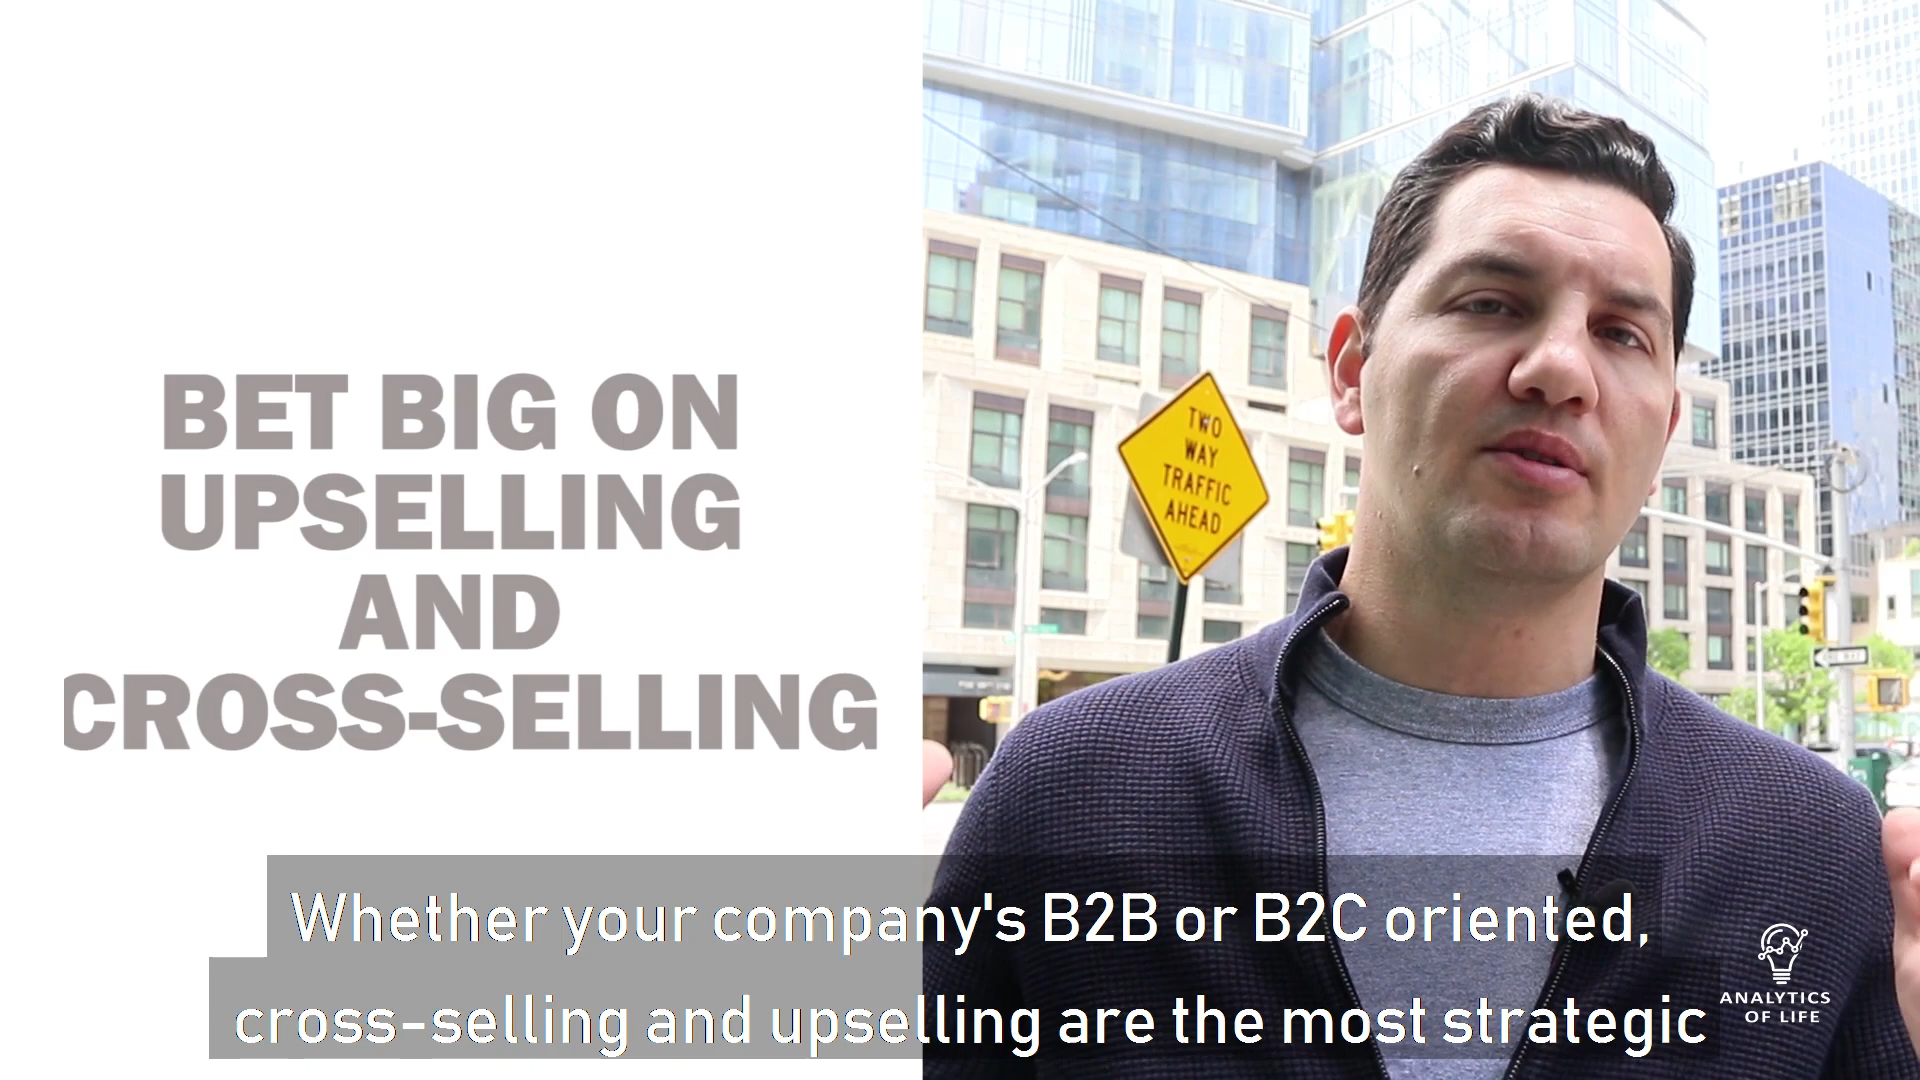 BET BIG ON
UPSELLING
AND
CROSS-SELLING
TWO
WAY
TRAFFIC
AHEAD
Whether your company's B2B or B2C oriented,
cross-selling and upselling are the most strategic
ANALYTICS
OF LIFE